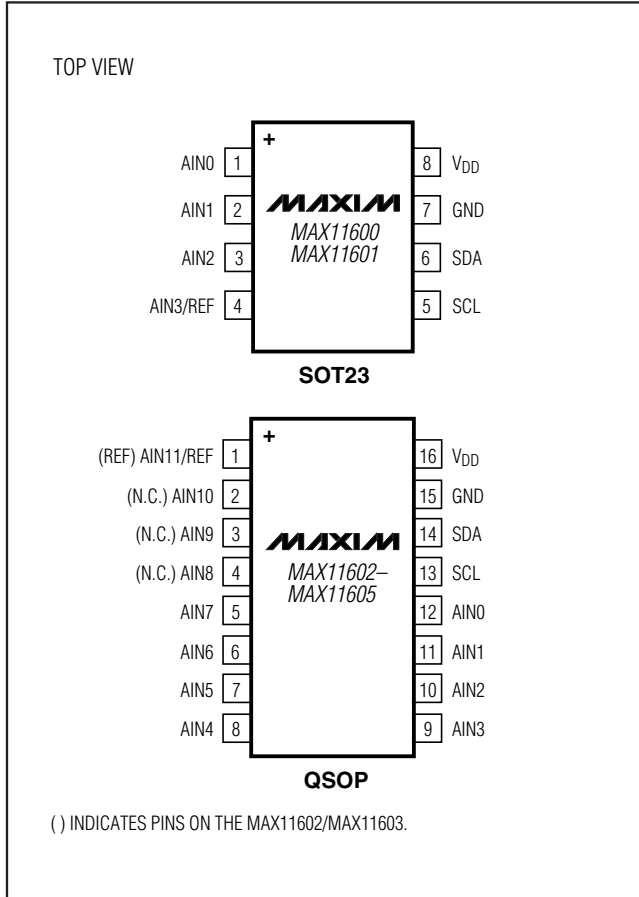 TOP VIEW
+
AIN0 1
AIN1 2
AIN2 3
AIN3/REF 4
MAXIM
MAX11600
MAX11601
8 VDD
7 GND
6 SDA
5 SCL
SOT23
+
(REF) AIN11/REF 1
(N.C.) AIN10 2
(N.C.) AIN9 3
(N.C.) AIN8 4
AIN7 5
AIN6 6
AIN5 7
AIN4 8
MAXIM
MAX11602–
MAX11605
16 VDD
15 GND
14 SDA
13 SCL
12 AIN0
11 AIN1
10 AIN2
9 AIN3
QSOP
( ) INDICATES PINS ON THE MAX11602/MAX11603.